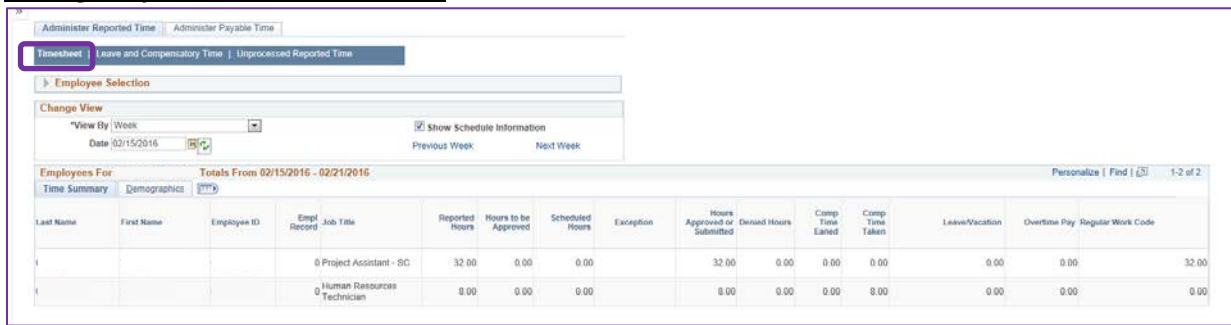 »
Administer Reported Time Administer Payable Time
Timesheet | Leave and Compensatory Time | Unprocessed Reported Time
Employee Selection
Change View
*View By Week
Show Schedule Information
Date 02/15/2016
Previous Week Next Week
Employees For Totals From 02/15/2016 - 02/21/2016 Personalize | Find | 1-2 of 2
Time Summary Demographics
Last Name First Name Employee ID Empl Record Job Title Reported Hours Hours to be Approved Scheduled Hours Exception Hours Approved or Submitted Denied Hours Comp Time Earned Comp Time Taken Leave/Vacation Overtime Pay Regular Work Code
0 Project Assistant - SC 32.00 0.00 0.00 32.00 0.00 0.00 0.00 0.00 0.00 32.00
0 Human Resources Technician 8.00 0.00 0.00 8.00 0.00 0.00 8.00 0.00 0.00 0.00